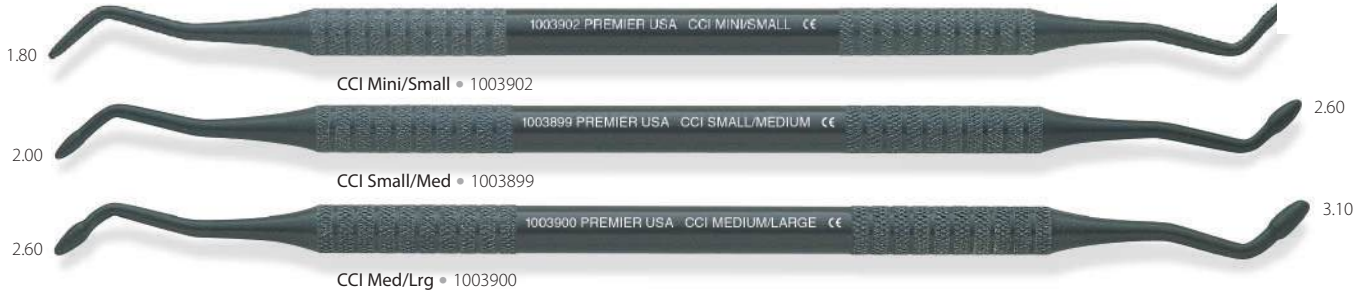 1003902 PREMIER USA CCI MINI/SMALL CE
1.80
CCI Mini/Small • 1003902
1003899 PREMIER USA CCI SMALL/MEDIUM CE
2.60
2.00
CCI Small/Med • 1003899
1003900 PREMIER USA CCI MEDIUM/LARGE CE
3.10
2.60
CCI Med/Lrg • 1003900